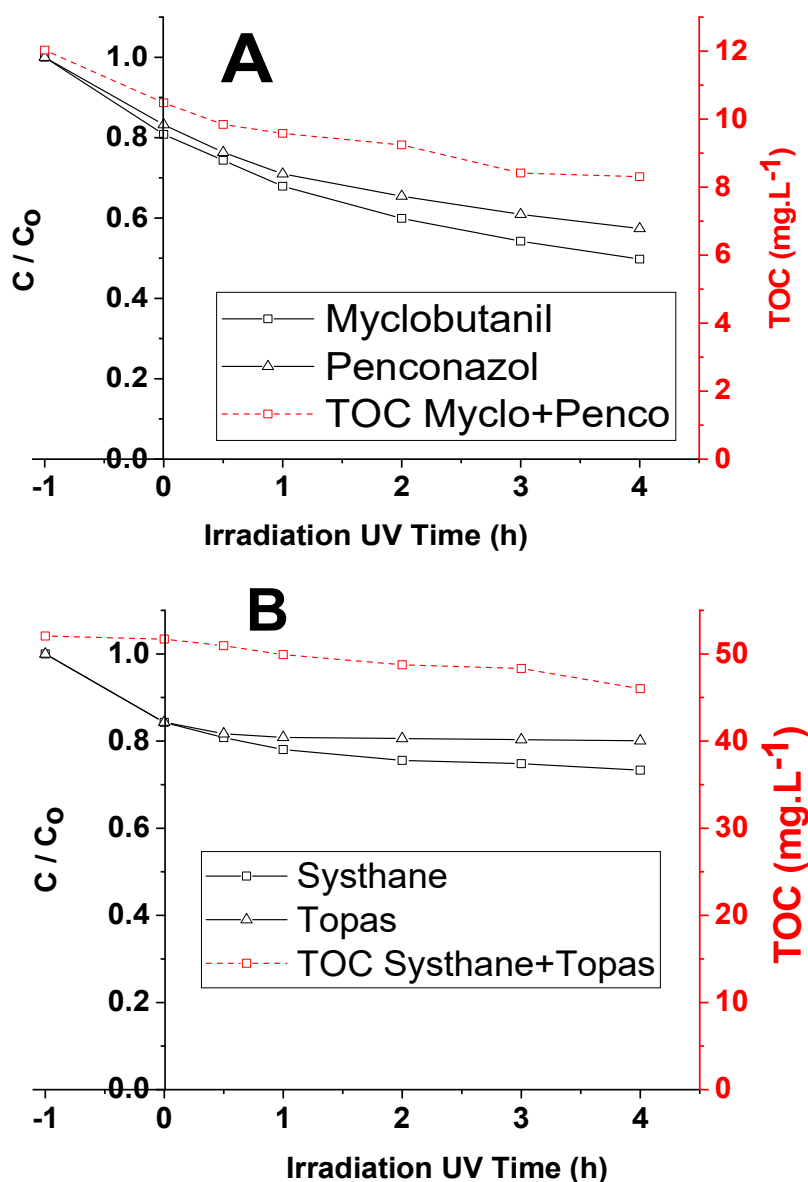 A
1.0
0.8
0.6
0.4
0.2
0.0
C / Co
12
10
8
6
4
2
0
TOC (mg.L-1)
Myclobutanil
Penconazol
TOC Myclo+Penco
-1 0 1 2 3 4
Irradiation UV Time (h)
B
1.0
0.8
0.6
0.4
0.2
0.0
C / Co
50
40
30
20
10
0
TOC (mg.L-1)
Systhane
Topas
TOC Systhane+Topas
-1 0 1 2 3 4
Irradiation UV Time (h)